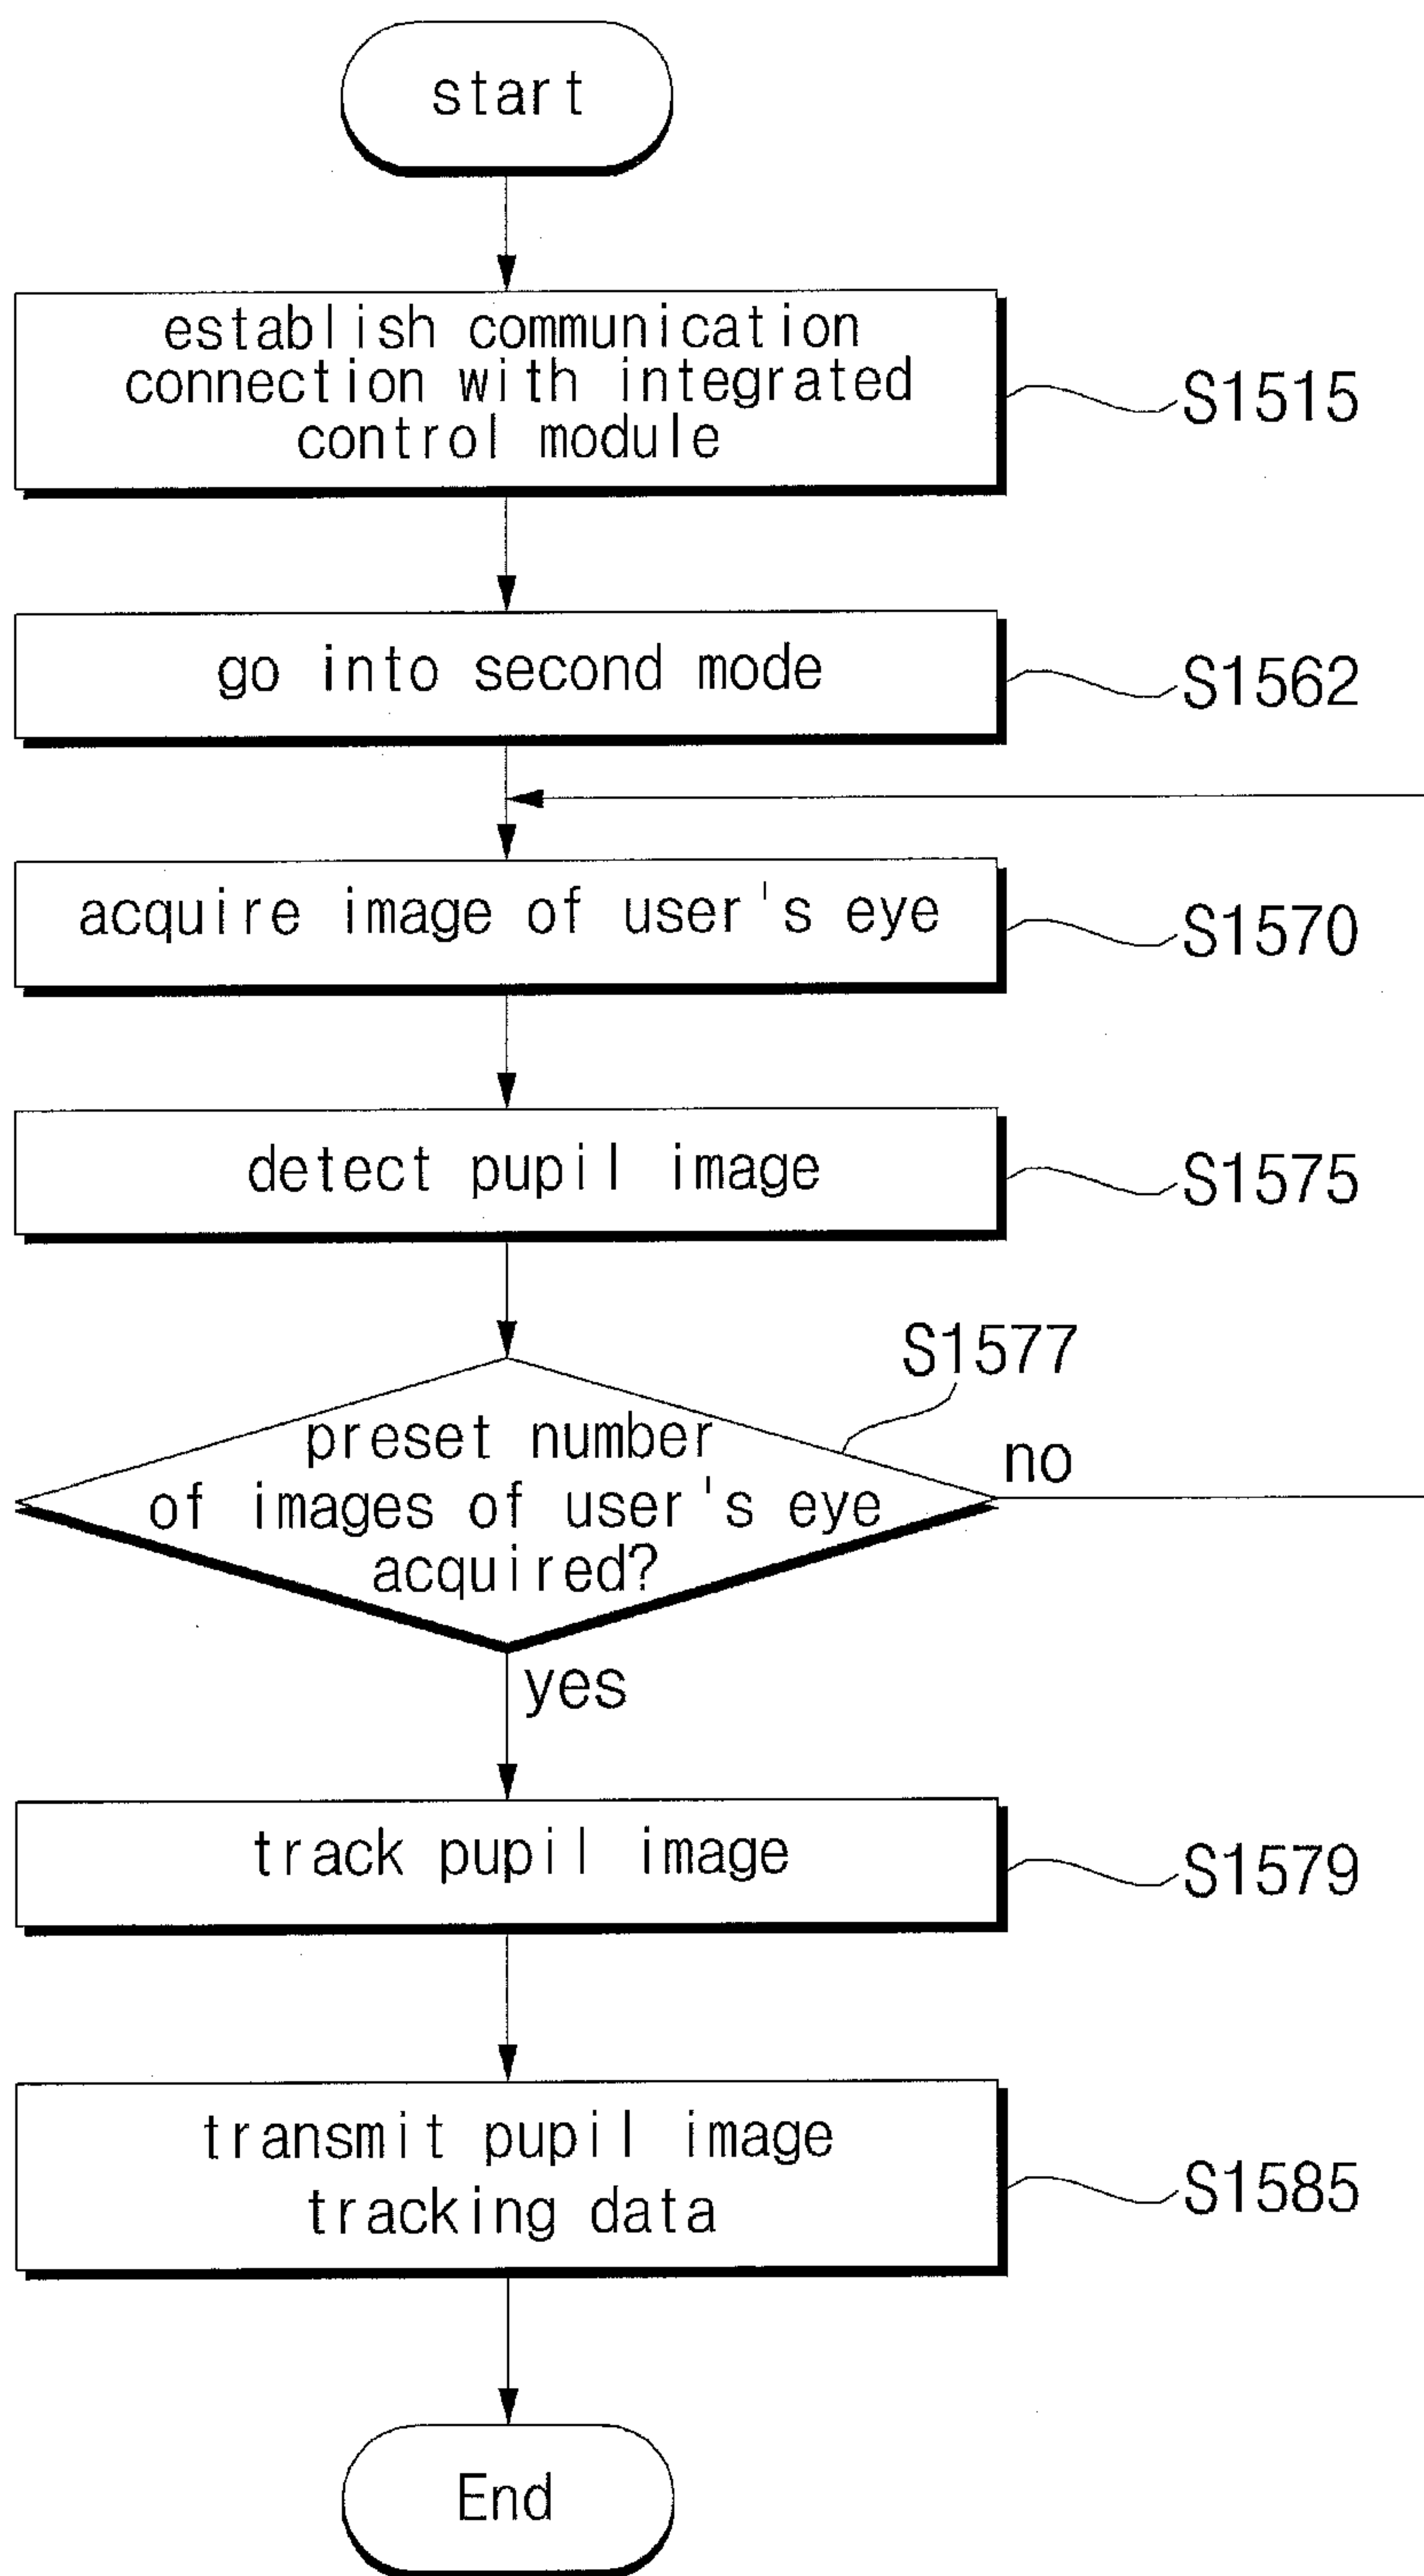 start
establish communication
connection with integrated
control module
S1515
go into second mode
S1562
acquire image of user's eye
S1570
detect pupil image
S1575
S1577
preset number
of images of user's eye
acquired?
no
yes
track pupil image
S1579
transmit pupil image
tracking data
S1585
End